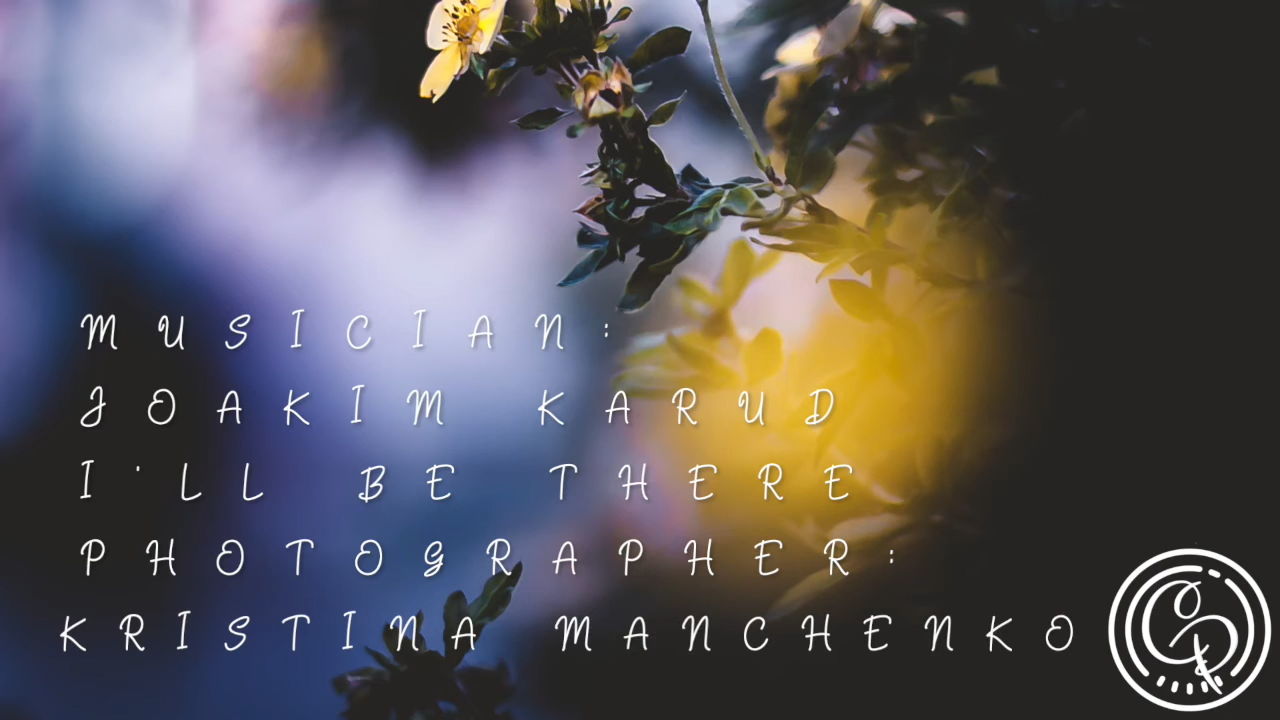 MUSICIAN:
JOAKIM KARUD
I'LL BE THERE
PHOTOGRAPHER:
KRISTINA MANCHENKO